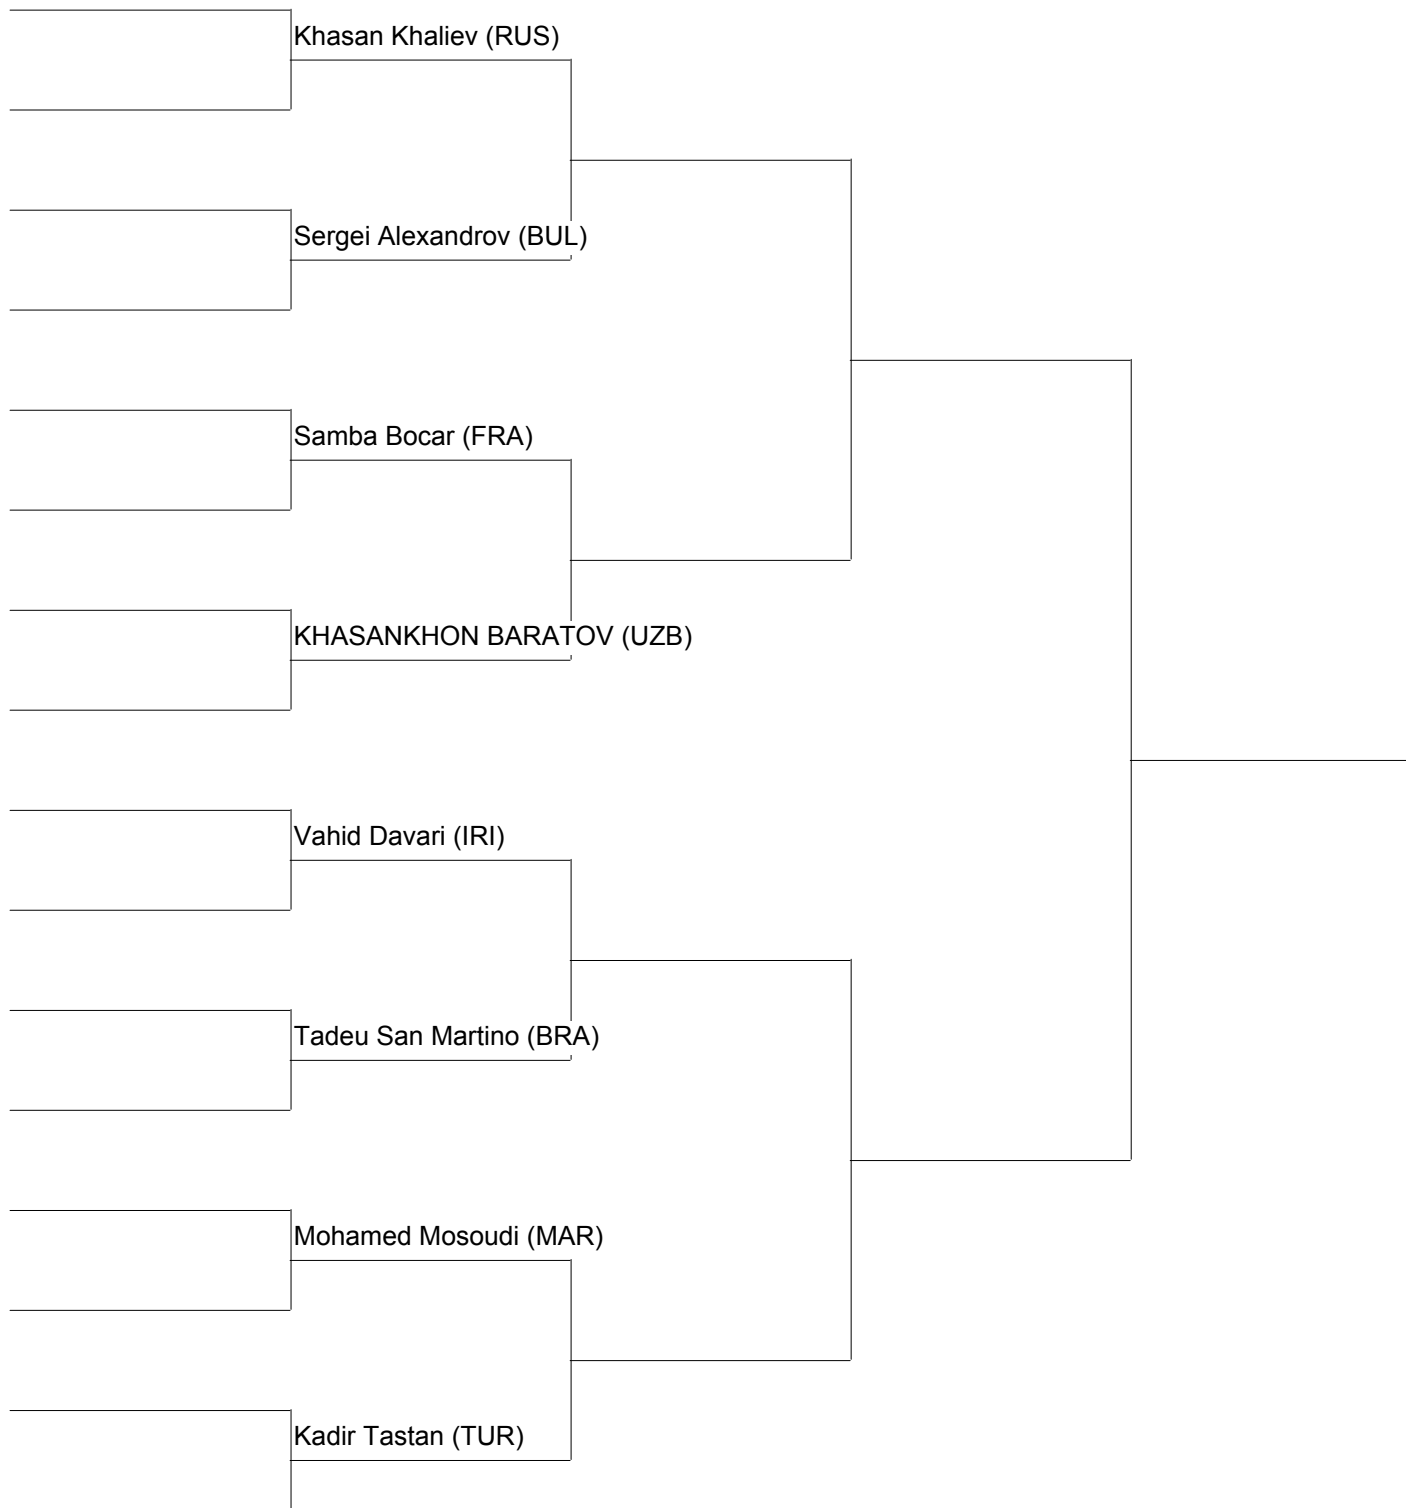 Khasan Khaliev (RUS)
Sergei Alexandrov (BUL)
Samba Bocar (FRA)
KHASANKHON BARATOV (UZB)
Vahid Davari (IRI)
Tadeu San Martino (BRA)
Mohamed Mosoudi (MAR)
Kadir Tastan (TUR)